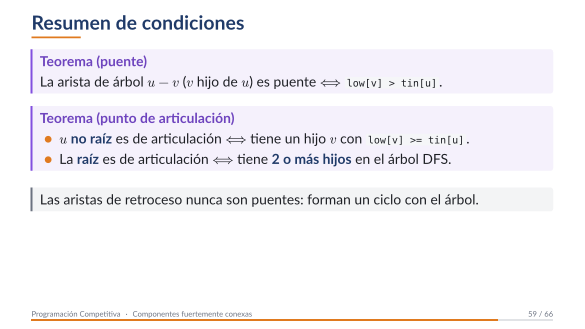 Resumen de condiciones
Teorema (puente)
La arista de árbol u − v (v hijo de u) es puente ⟺ low[v] > tin[u].
Teorema (punto de articulación)
u no raíz es de articulación ⟺ tiene un hijo v con low[v] >= tin[u].
La raíz es de articulación ⟺ tiene 2 o más hijos en el árbol DFS.
Las aristas de retroceso nunca son puentes: forman un ciclo con el árbol.
Programación Competitiva · Componentes fuertemente conexas 59 / 66